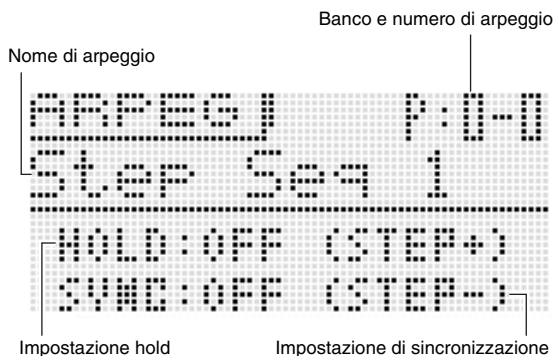 Banco e numero di arpeggio
Nome di arpeggio
ARPEG P:0-0
Step Seq 1
HOLD:OFF (STEP+)
SYNC:OFF (STEP-)
Impostazione hold Impostazione di sincronizzazione